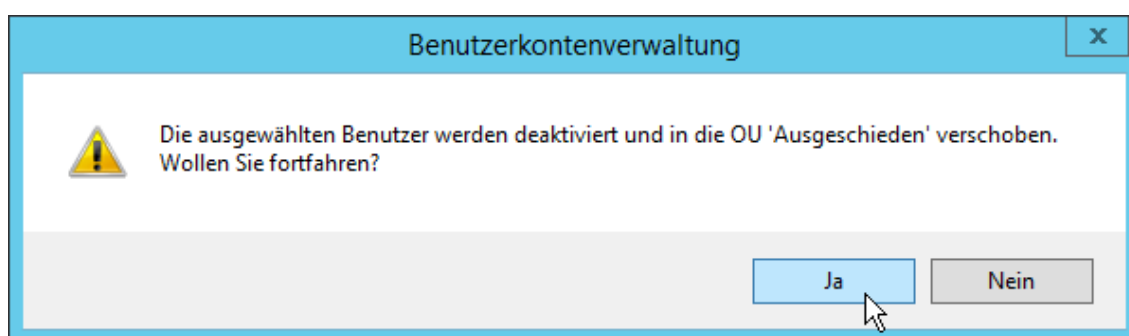 Benutzerkontenverwaltung
x
Die ausgewählten Benutzer werden deaktiviert und in die OU 'Ausgeschieden' verschoben.
Wollen Sie fortfahren?
Ja
Nein